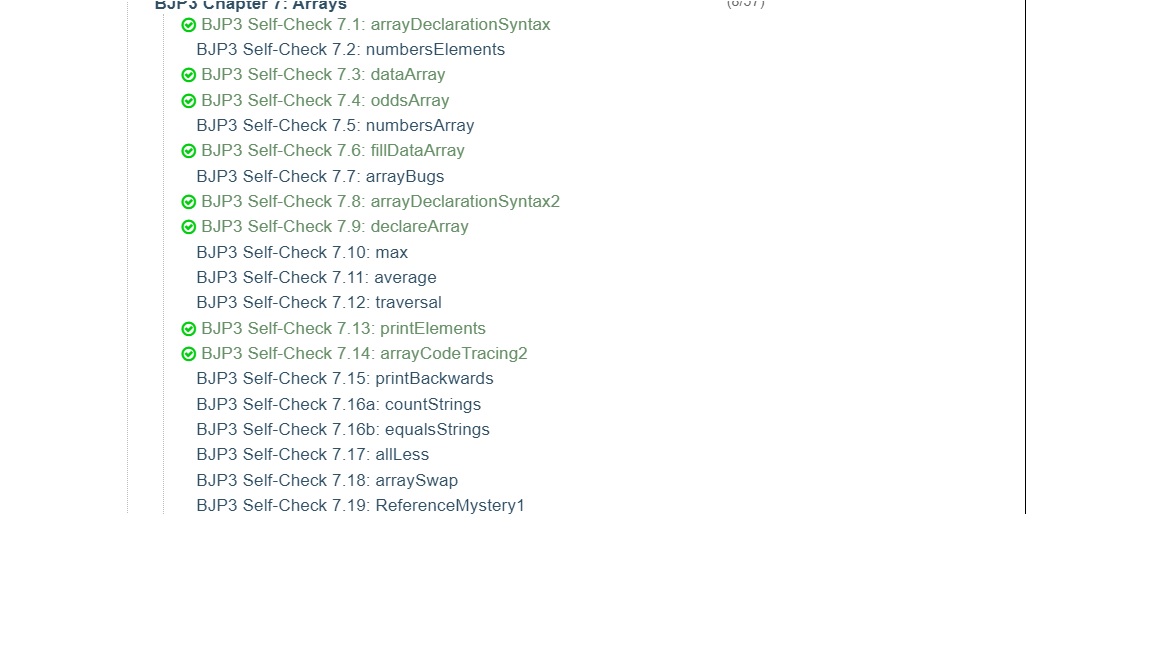 BJP3 Chapter 7: Arrays (8/57)
BJP3 Self-Check 7.1: arrayDeclarationSyntax
BJP3 Self-Check 7.2: numbersElements
BJP3 Self-Check 7.3: dataArray
BJP3 Self-Check 7.4: oddsArray
BJP3 Self-Check 7.5: numbersArray
BJP3 Self-Check 7.6: fillDataArray
BJP3 Self-Check 7.7: arrayBugs
BJP3 Self-Check 7.8: arrayDeclarationSyntax2
BJP3 Self-Check 7.9: declareArray
BJP3 Self-Check 7.10: max
BJP3 Self-Check 7.11: average
BJP3 Self-Check 7.12: traversal
BJP3 Self-Check 7.13: printElements
BJP3 Self-Check 7.14: arrayCodeTracing2
BJP3 Self-Check 7.15: printBackwards
BJP3 Self-Check 7.16a: countStrings
BJP3 Self-Check 7.16b: equalsStrings
BJP3 Self-Check 7.17: allLess
BJP3 Self-Check 7.18: arraySwap
BJP3 Self-Check 7.19: ReferenceMystery1